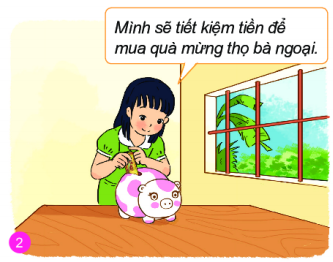 Mình sẽ tiết kiệm tiền để
mua quà mừng thọ bà ngoại.
2